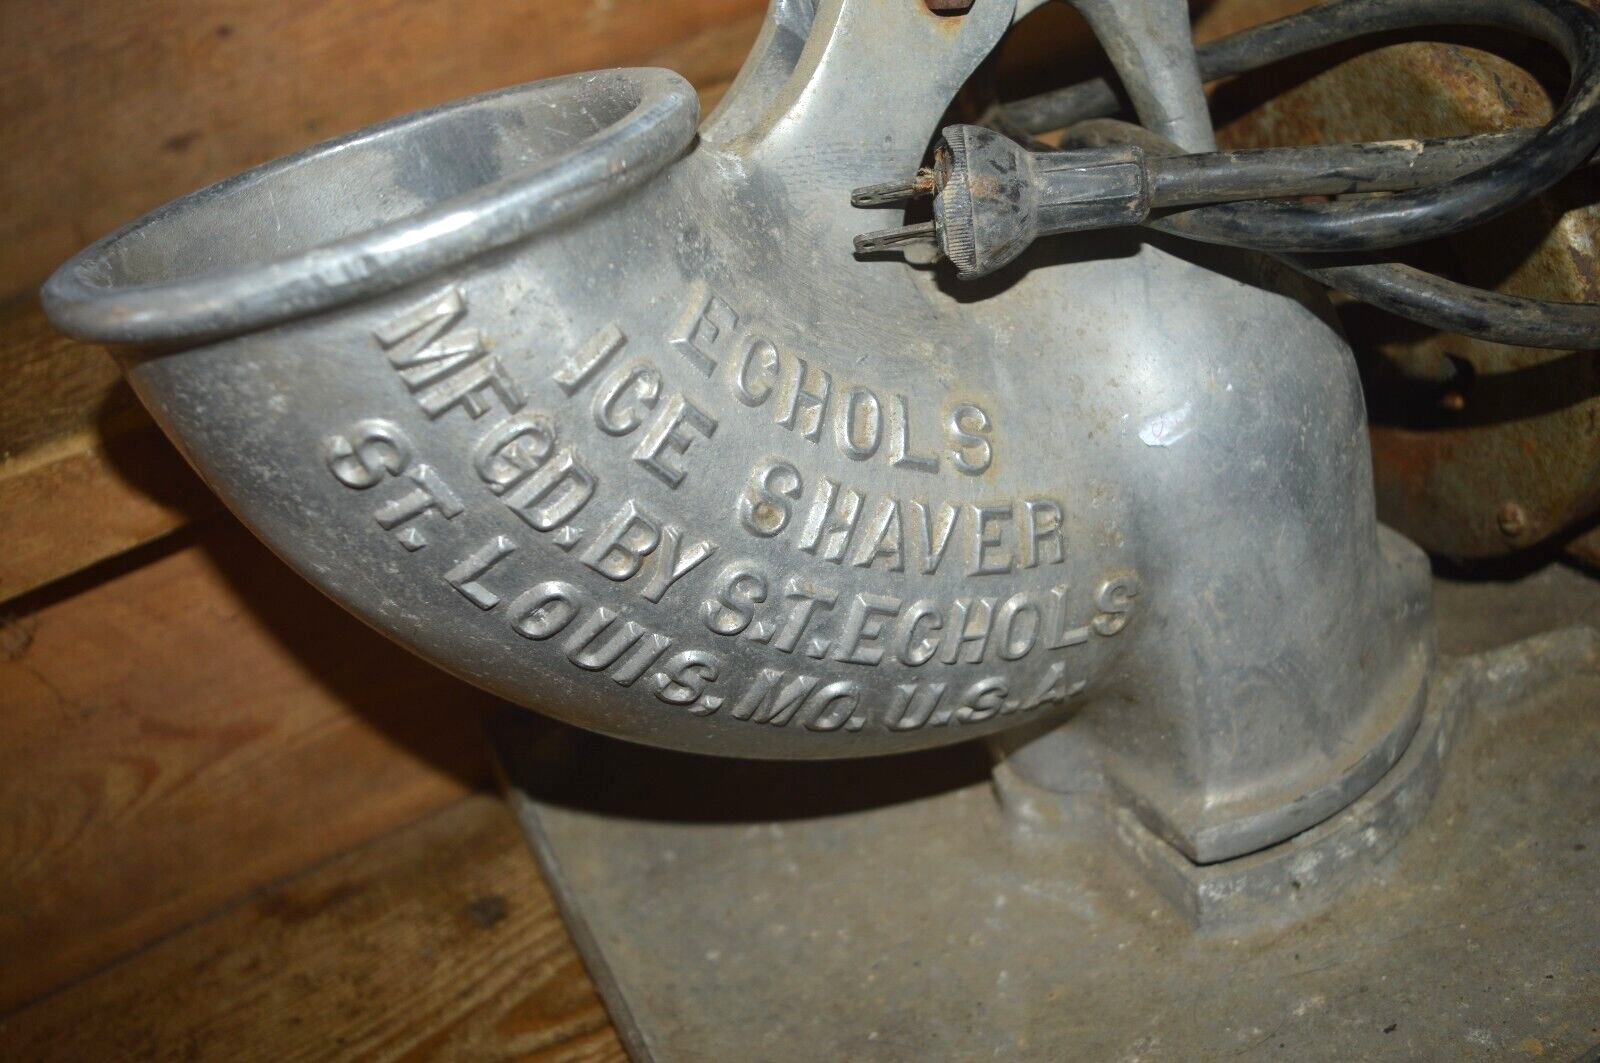 ECHOLS
ICE SHAVER
MFGD. BY S.T. ECHOLS
ST. LOUIS, MO. U.S.A.